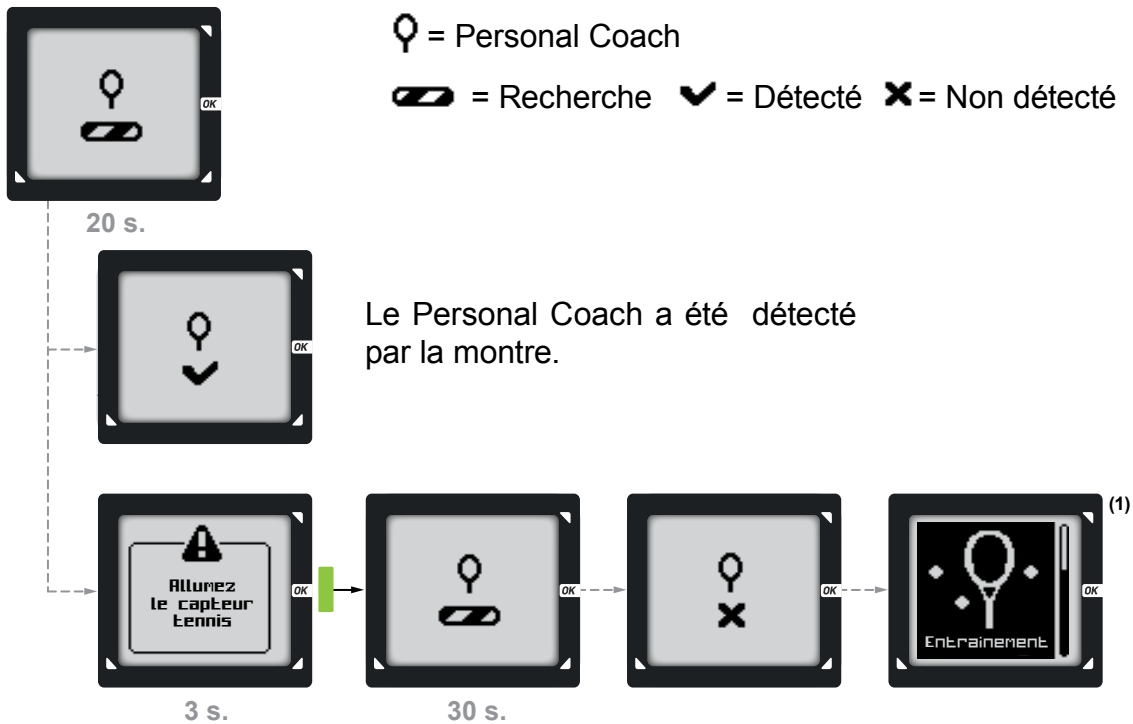 = Personal Coach
OK
= Recherche = Détecté = Non détecté
20 s.
Le Personal Coach a été détecté
par la montre.
OK
(1)
Allumez
le capteur
tennis
OK
OK
OK
Entrainement
OK
3 s.
30 s.